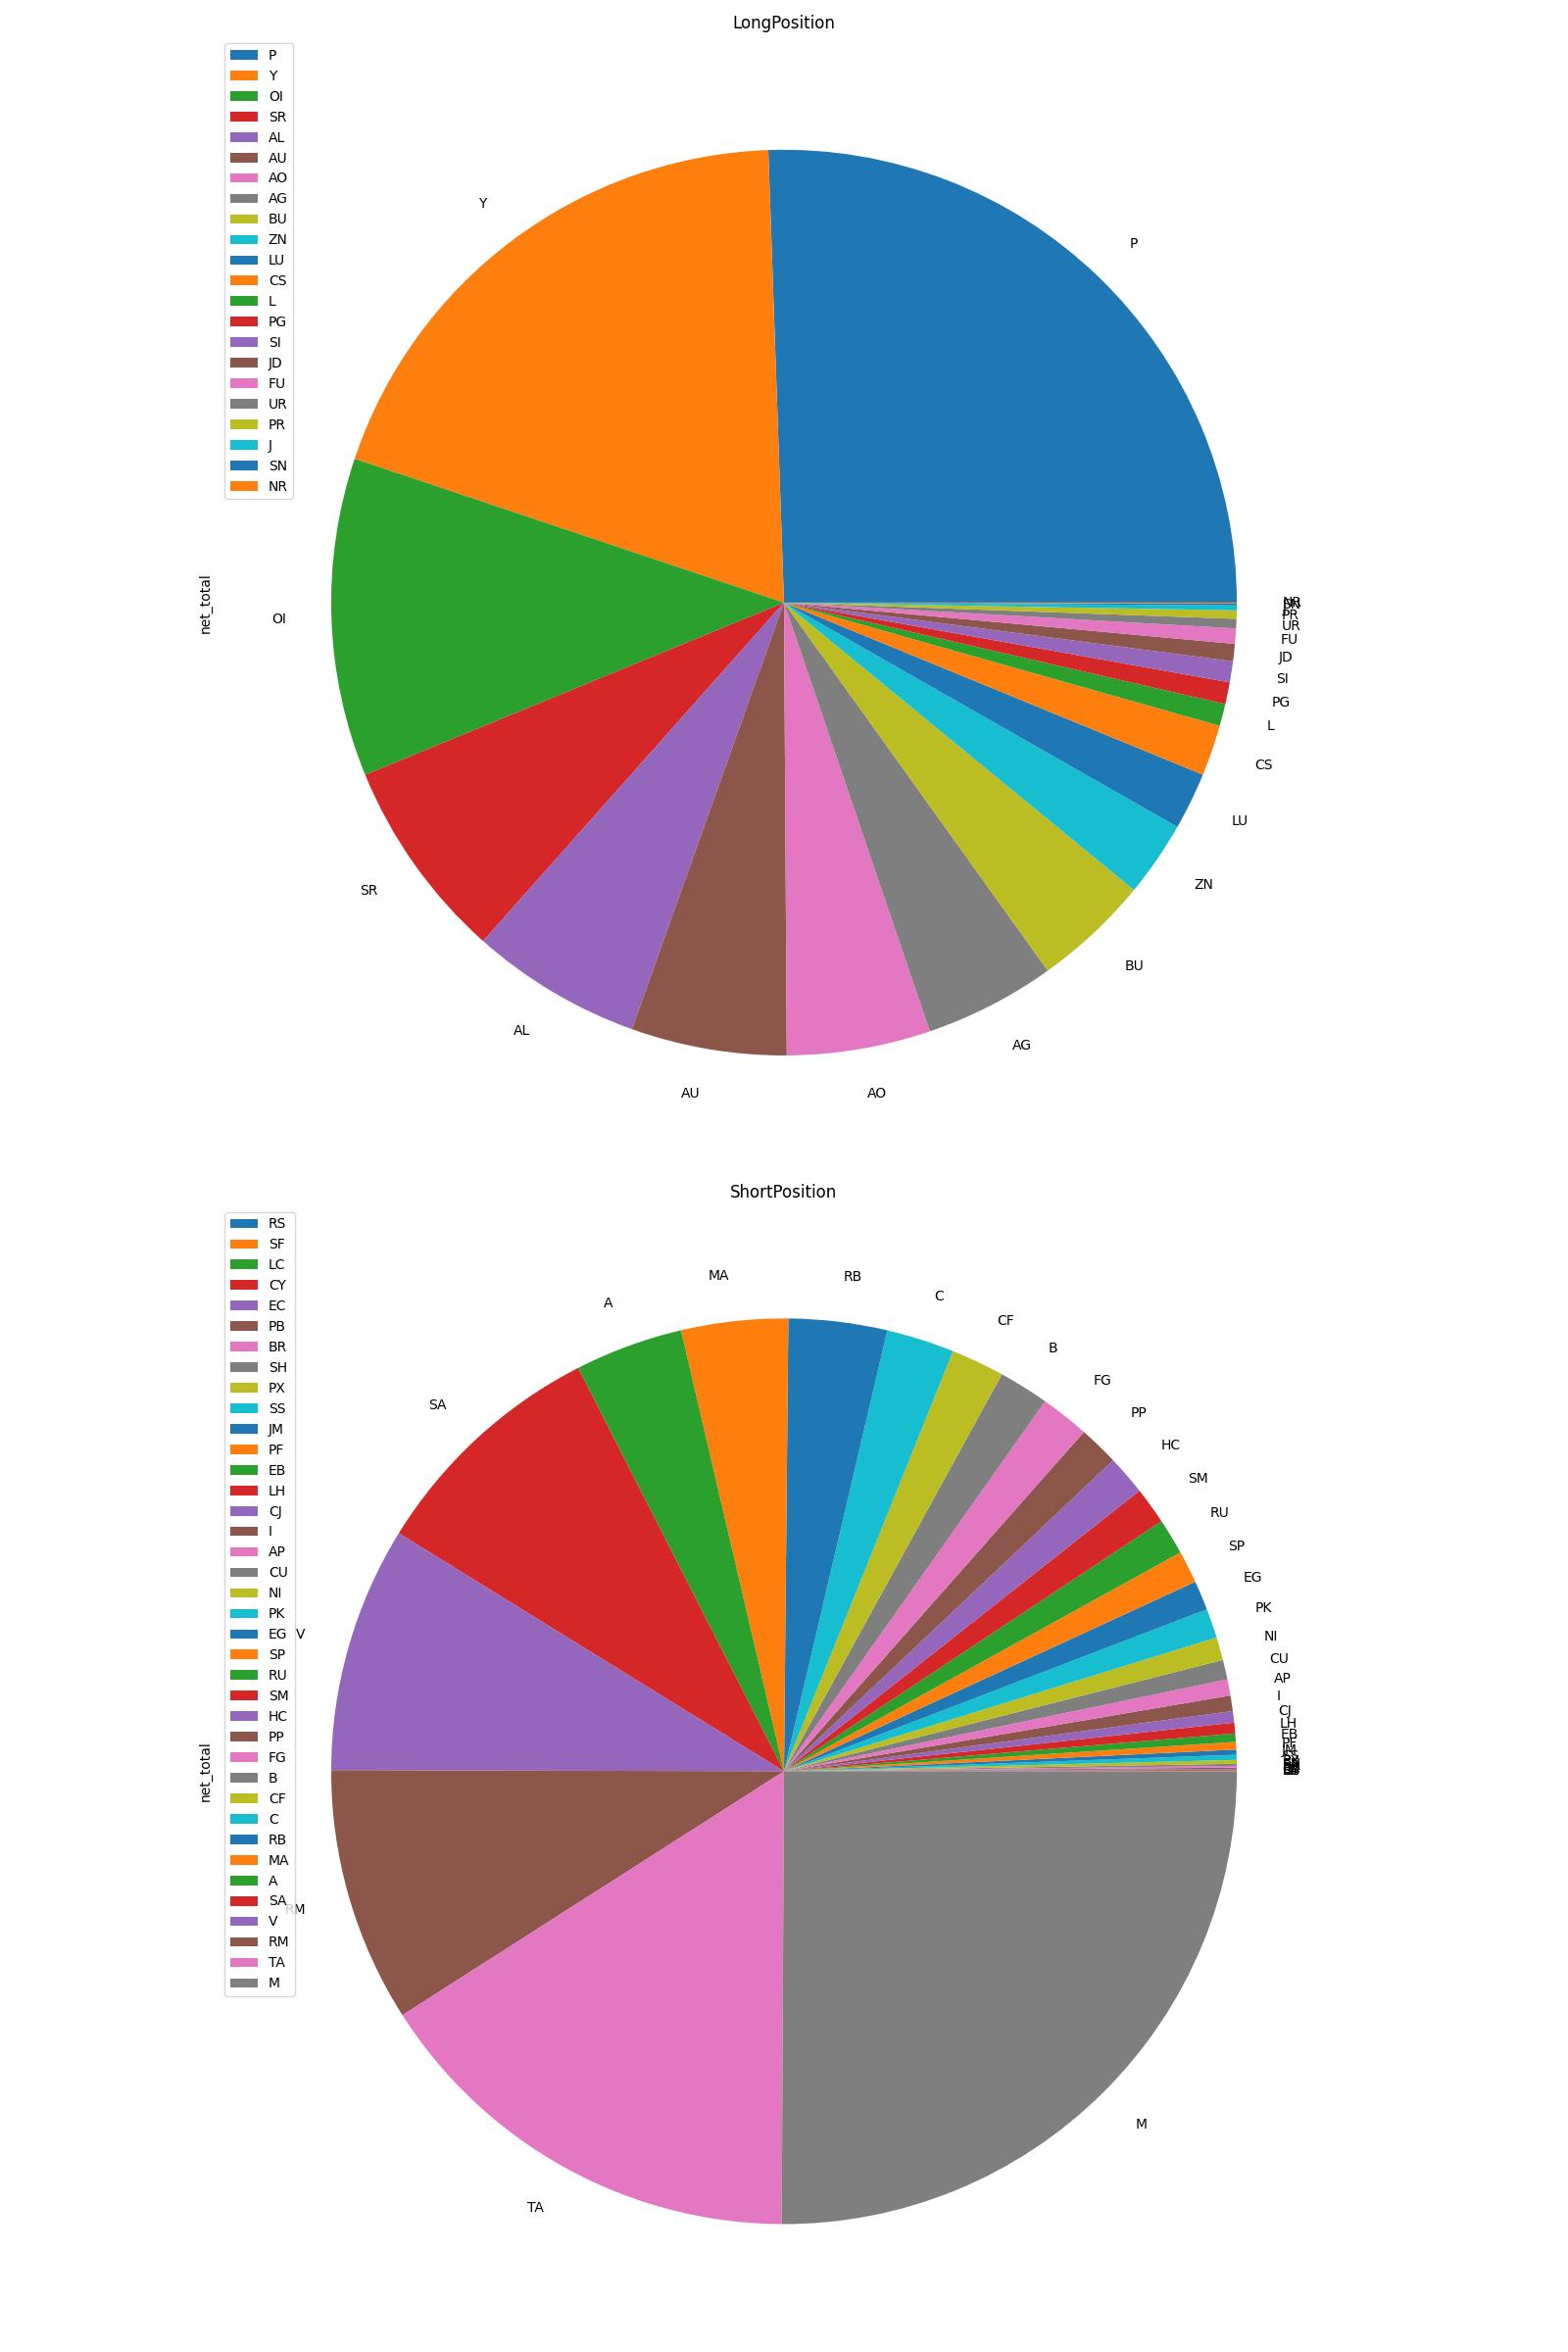 LongPosition
P
Y
OI
SR
AL
AU
AO
AG
BU
ZN
LU
CS
L
PG
SI
JD
FU
UR
PR
J
SN
NR
net_total
P
Y
OI
SR
AL
AU
AO
AG
BU
ZN
LU
CS
L
PG
SI
JD
FU
UR
PR
NR
ShortPosition
RS
SF
LC
CY
EC
PB
BR
SH
PX
SS
JM
PF
EB
LH
CJ
I
AP
CU
NI
PK
EG
SP
RU
SM
HC
PP
FG
B
CF
C
RB
MA
A
SA
V
RM
TA
M
net_total
LH
CJ
I
AP
CU
NI
PK
EG
SP
RU
SM
HC
PP
FG
B
CF
C
RB
MA
A
SA
V
RM
TA
M